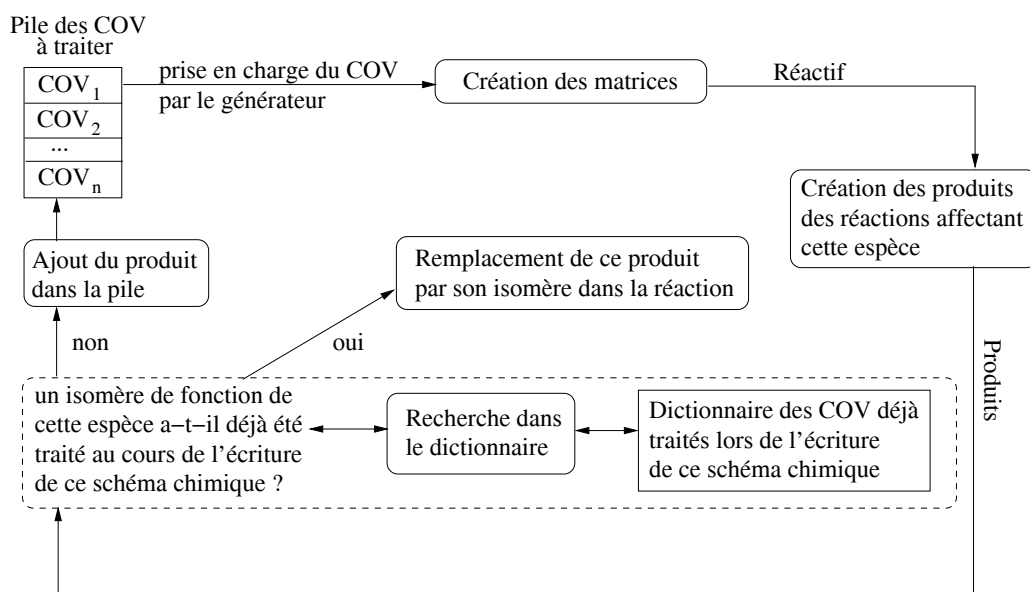 Pile des COV
à traiter
COV1
COV2
...
COVn
prise en charge du COV
par le générateur
Création des matrices
Réactif
Création des produits
des réactions affectant
cette espèce
Ajout du produit
dans la pile
Remplacement de ce produit
par son isomère dans la réaction
non
oui
Produits
un isomère de fonction de
cette espèce a−t−il déjà été
traité au cours de l'écriture
de ce schéma chimique ?
Recherche dans
le dictionnaire
Dictionnaire des COV déjà
traités lors de l'écriture
de ce schéma chimique